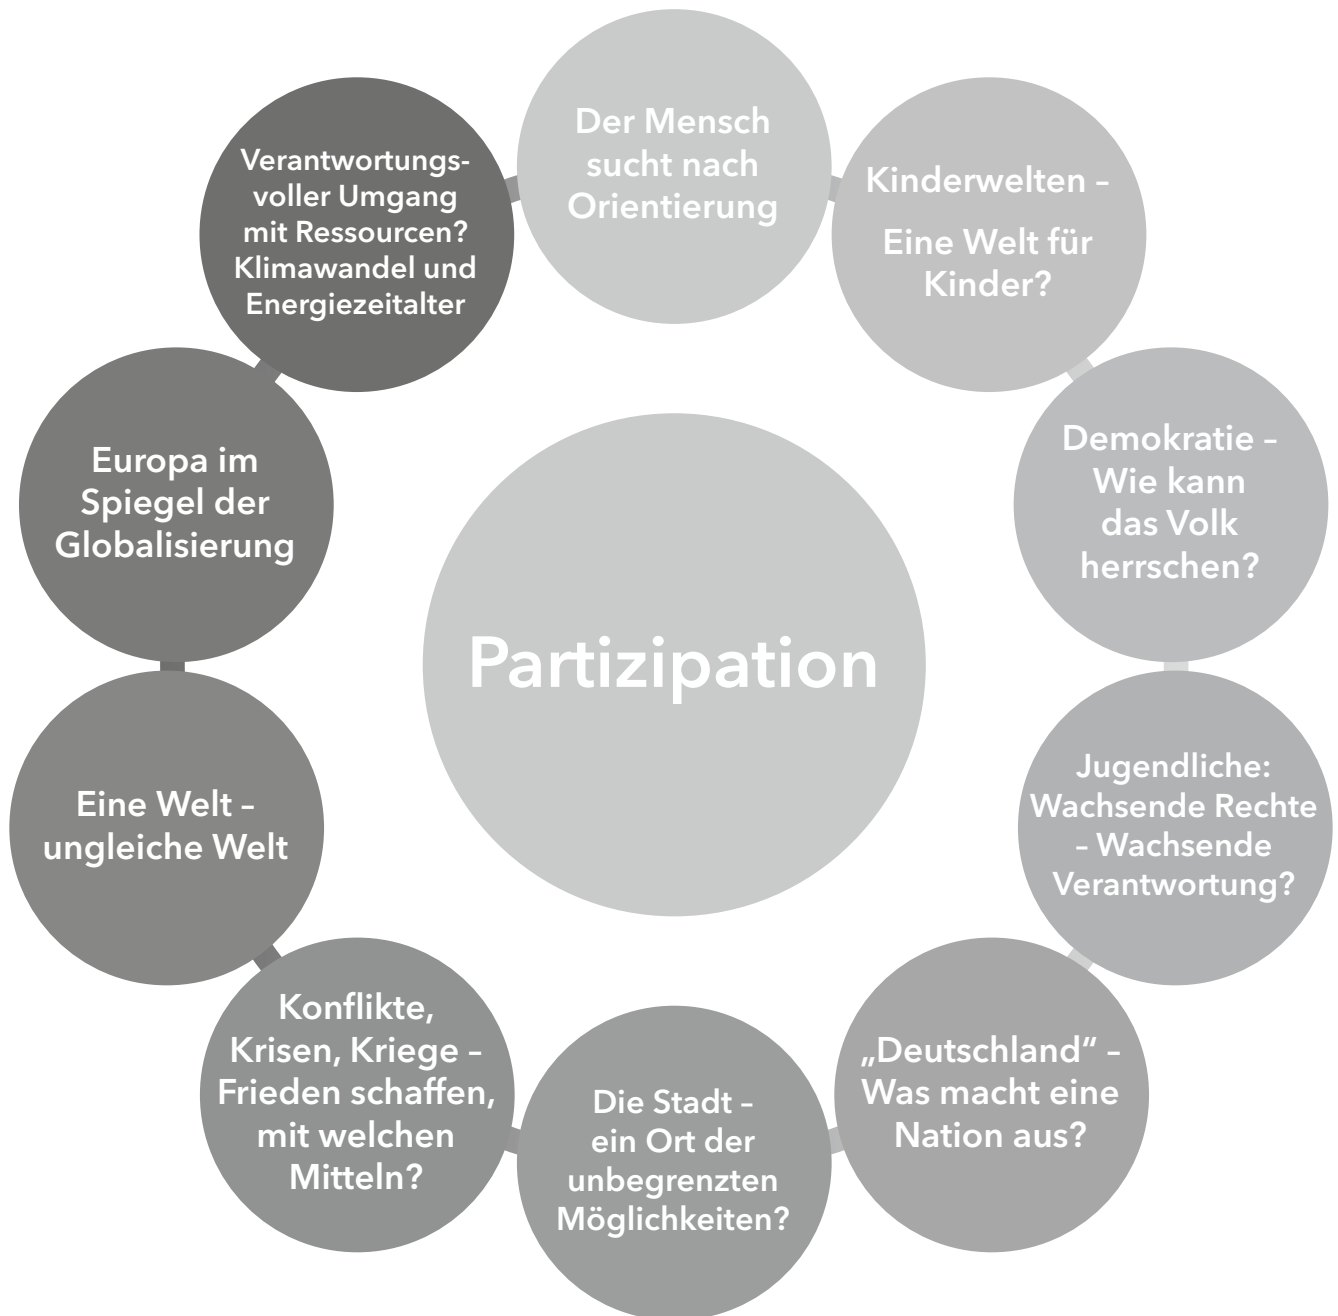 Der Mensch
sucht nach
Orientierung
Kinderwelten –
Eine Welt für
Kinder?
Demokratie –
Wie kann
das Volk
herrschen?
Jugendliche:
Wachsende Rechte
– Wachsende
Verantwortung?
„Deutschland“ –
Was macht eine
Nation aus?
Die Stadt –
ein Ort der
unbegrenzten
Möglichkeiten?
Konflikte,
Krisen, Kriege –
Frieden schaffen,
mit welchen
Mitteln?
Eine Welt –
ungleiche Welt
Europa im
Spiegel der
Globalisierung
Verantwortungs-
voller Umgang
mit Ressourcen?
Klimawandel und
Energiezeitalter
Partizipation